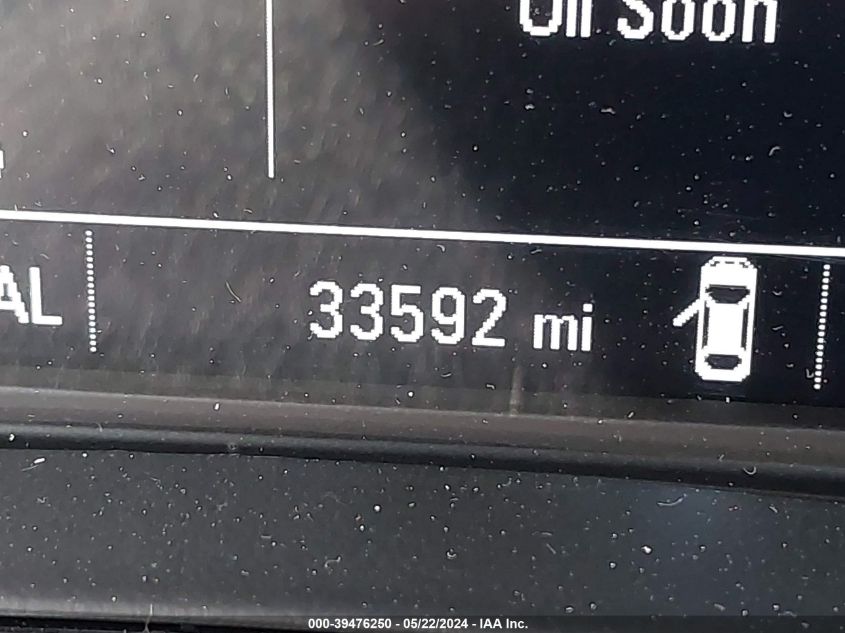 Oil Soon
AL
33592 mi
000-39476250 - 05/22/2024 - IAA Inc.